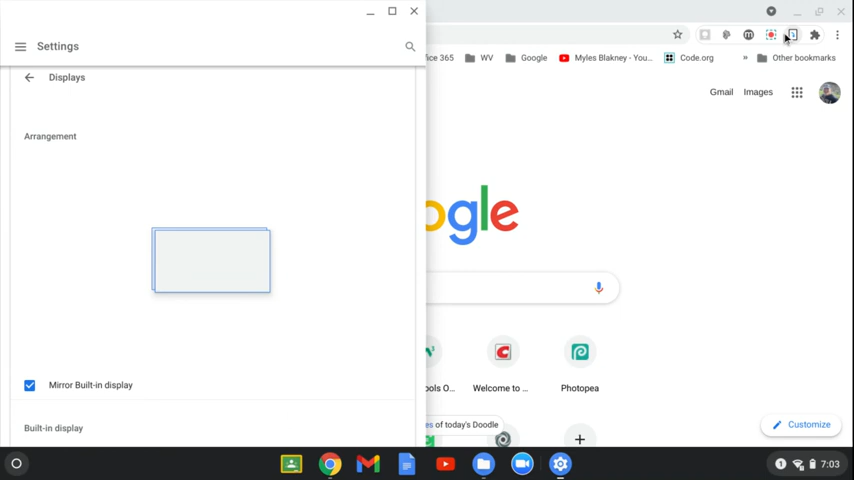 Settings
Displays
Arrangement
Mirror Built-in display
Built-in display
ice 365
WV
Google
Myles Blakney - You...
Code.org
»
Other bookmarks
Gmail
Images
ogle
ools O...
Welcome to ...
Photopea
es of today's Doodle
Customize
1
7:03